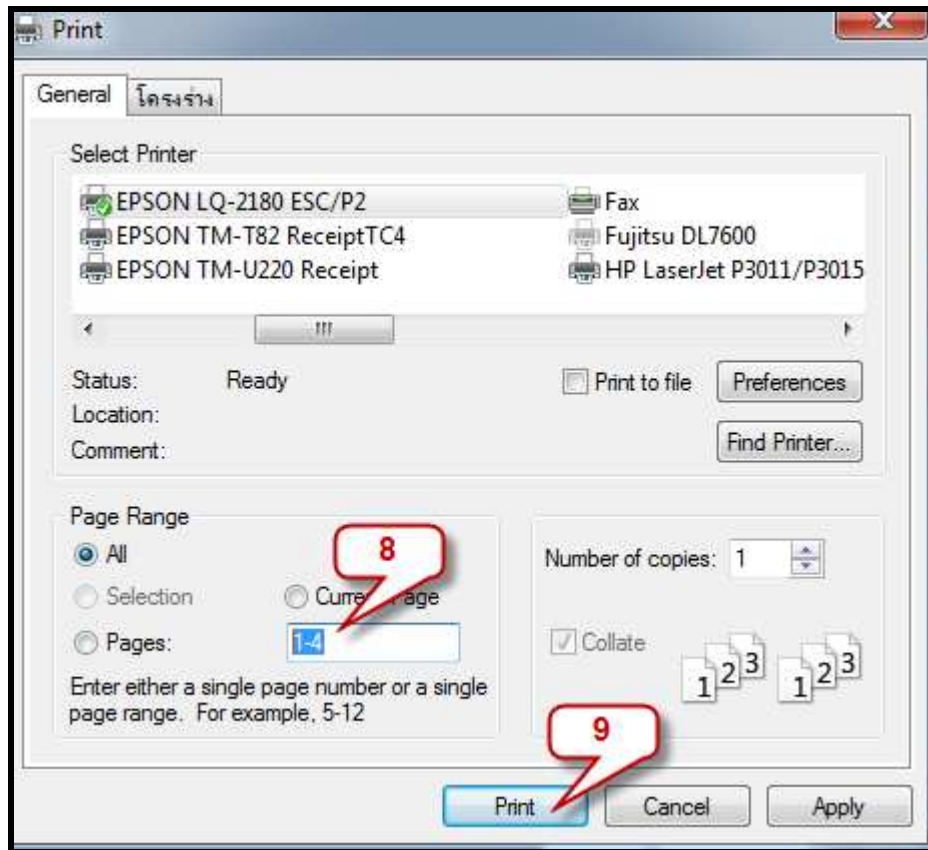 Print
General โครงร่าง
Select Printer
EPSON LQ-2180 ESC/P2 Fax
EPSON TM-T82 ReceiptTC4 Fujitsu DL7600
EPSON TM-U220 Receipt HP LaserJet P3011/P3015
Status: Ready Print to file Preferences
Location:
Comment: Find Printer...
Page Range
All 8 Number of copies: 1
Selection Page
Pages: 1-4 Collate 1 2 3 1 2 3
Enter either a single page number or a single
page range. For example, 5-12
9
Print Cancel Apply